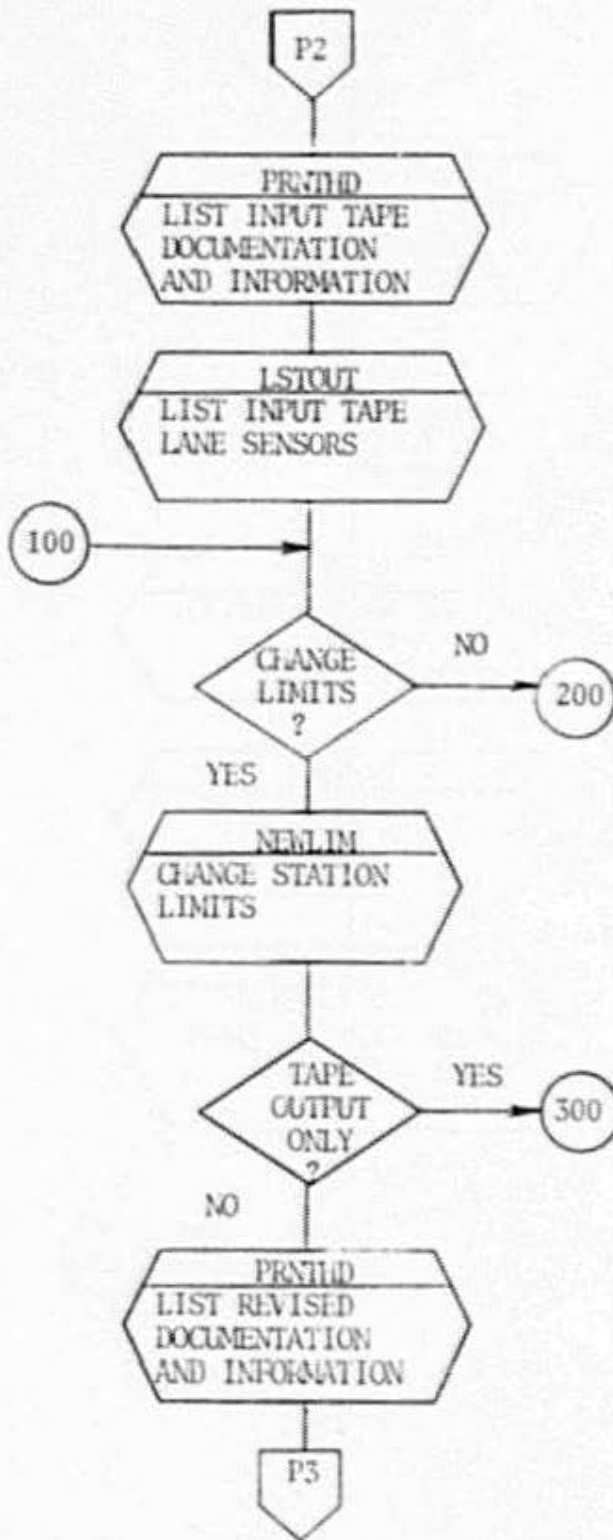 P2
PRNTHD
LIST INPUT TAPE
DOCUMENTATION
AND INFORMATION
LSTOUT
LIST INPUT TAPE
LANE SENSORS
100
CHANGE
LIMITS
?
NO
200
YES
NEWLIM
CHANGE STATION
LIMITS
TAPE
OUTPUT
ONLY
?
YES
300
NO
PRNTHD
LIST REVISED
DOCUMENTATION
AND INFORMATION
P3